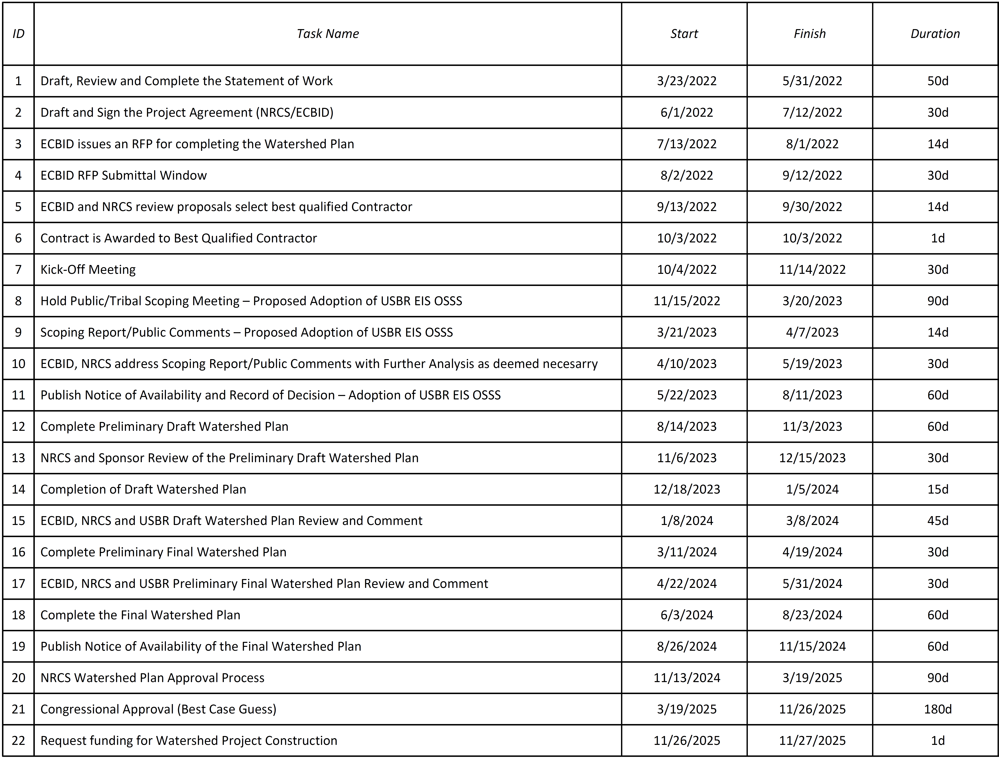 ID Task Name Start Finish Duration
1 Draft, Review and Complete the Statement of Work 3/23/2022 5/31/2022 50d
2 Draft and Sign the Project Agreement (NRCS/ECBID) 6/1/2022 7/12/2022 30d
3 ECBID issues an RFP for completing the Watershed Plan 7/13/2022 8/1/2022 14d
4 ECBID RFP Submittal Window 8/2/2022 9/12/2022 30d
5 ECBID and NRCS review proposals select best qualified Contractor 9/13/2022 9/30/2022 14d
6 Contract is Awarded to Best Qualified Contractor 10/3/2022 10/3/2022 1d
7 Kick-Off Meeting 10/4/2022 11/14/2022 30d
8 Hold Public/Tribal Scoping Meeting – Proposed Adoption of USBR EIS OSSS 11/15/2022 3/20/2023 90d
9 Scoping Report/Public Comments – Proposed Adoption of USBR EIS OSSS 3/21/2023 4/7/2023 14d
10 ECBID, NRCS address Scoping Report/Public Comments with Further Analysis as deemed necesarry 4/10/2023 5/19/2023 30d
11 Publish Notice of Availability and Record of Decision – Adoption of USBR EIS OSSS 5/22/2023 8/11/2023 60d
12 Complete Preliminary Draft Watershed Plan 8/14/2023 11/3/2023 60d
13 NRCS and Sponsor Review of the Preliminary Draft Watershed Plan 11/6/2023 12/15/2023 30d
14 Completion of Draft Watershed Plan 12/18/2023 1/5/2024 15d
15 ECBID, NRCS and USBR Draft Watershed Plan Review and Comment 1/8/2024 3/8/2024 45d
16 Complete Preliminary Final Watershed Plan 3/11/2024 4/19/2024 30d
17 ECBID, NRCS and USBR Preliminary Final Watershed Plan Review and Comment 4/22/2024 5/31/2024 30d
18 Complete the Final Watershed Plan 6/3/2024 8/23/2024 60d
19 Publish Notice of Availability of the Final Watershed Plan 8/26/2024 11/15/2024 60d
20 NRCS Watershed Plan Approval Process 11/13/2024 3/19/2025 90d
21 Congressional Approval (Best Case Guess) 3/19/2025 11/26/2025 180d
22 Request funding for Watershed Project Construction 11/26/2025 11/27/2025 1d